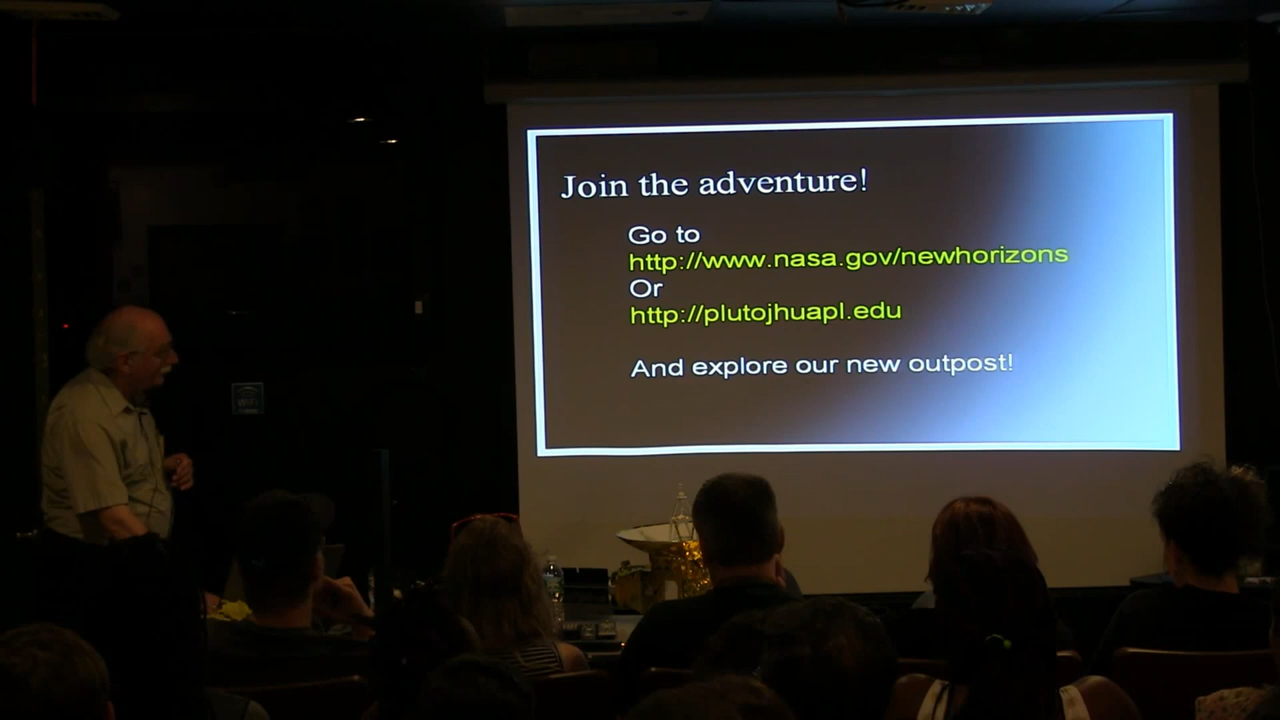 Join the adventure!
Go to
http://www.nasa.gov/newhorizons
Or
http://plutojhuapl.edu
And explore our new outpost!
WiFi